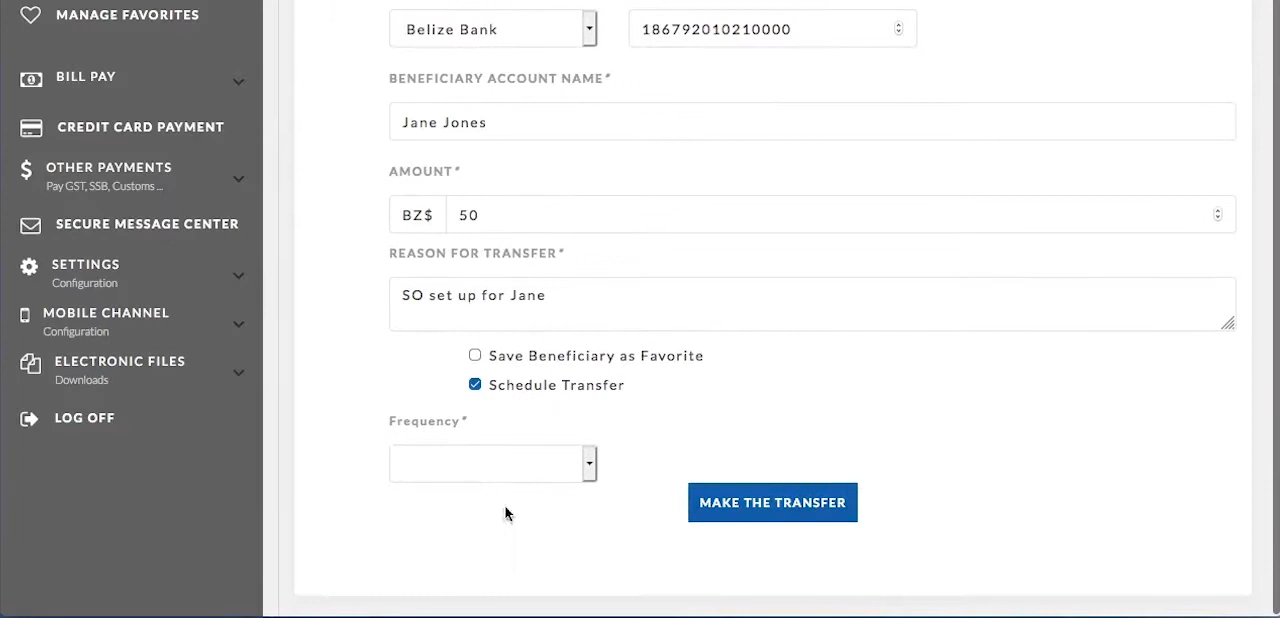 MANAGE FAVORITES
BILL PAY
CREDIT CARD PAYMENT
OTHER PAYMENTS
Pay GST, SSB, Customs ...
SECURE MESSAGE CENTER
SETTINGS
Configuration
MOBILE CHANNEL
Configuration
ELECTRONIC FILES
Downloads
LOG OFF
Belize Bank
186792010210000
BENEFICIARY ACCOUNT NAME*
Jane Jones
AMOUNT*
BZ$ 50
REASON FOR TRANSFER*
SO set up for Jane
Save Beneficiary as Favorite
Schedule Transfer
Frequency*
MAKE THE TRANSFER